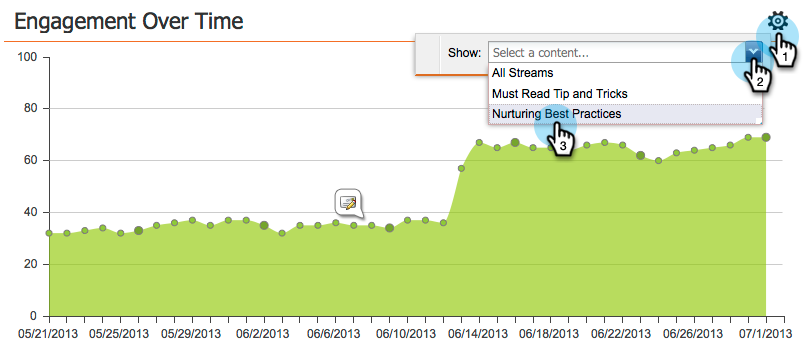 Engagement Over Time
1
Show: Select a content...
2
All Streams
Must Read Tip and Tricks
Nurturing Best Practices
3
100
80
60
40
20
0
05/21/2013 05/25/2013 05/29/2013 06/2/2013 06/6/2013 06/10/2013 06/14/2013 06/18/2013 06/22/2013 06/26/2013 07/1/2013